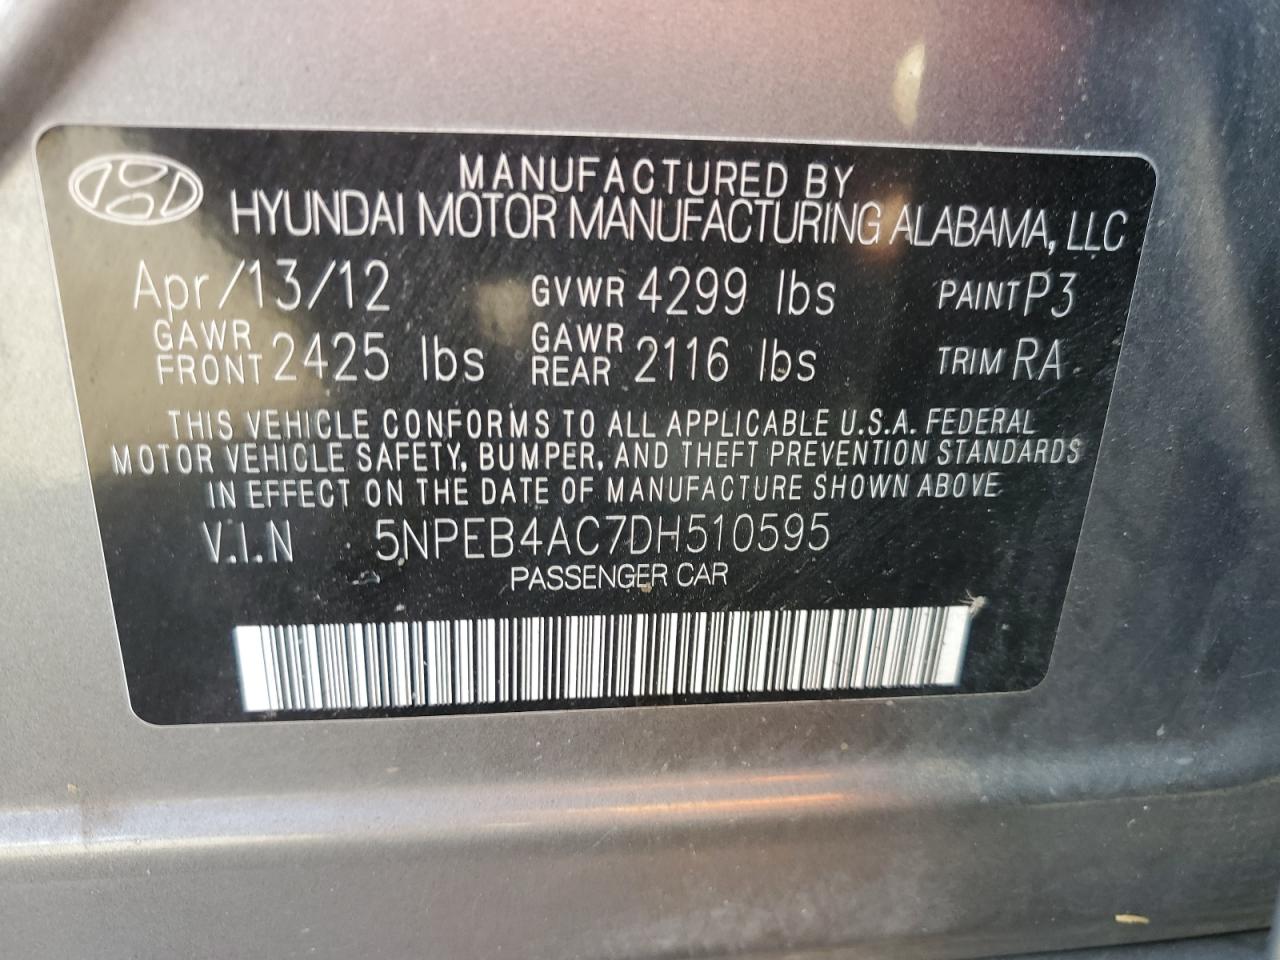 MANUFACTURED BY
HYUNDAI MOTOR MANUFACTURING ALABAMA, LLC
Apr/13/12 GVWR 4299 lbs PAINT P3
GAWR FRONT 2425 lbs GAWR REAR 2116 lbs TRIM RA
THIS VEHICLE CONFORMS TO ALL APPLICABLE U.S.A. FEDERAL
MOTOR VEHICLE SAFETY, BUMPER, AND THEFT PREVENTION STANDARDS
IN EFFECT ON THE DATE OF MANUFACTURE SHOWN ABOVE
V.I.N 5NPEB4AC7DH510595
PASSENGER CAR